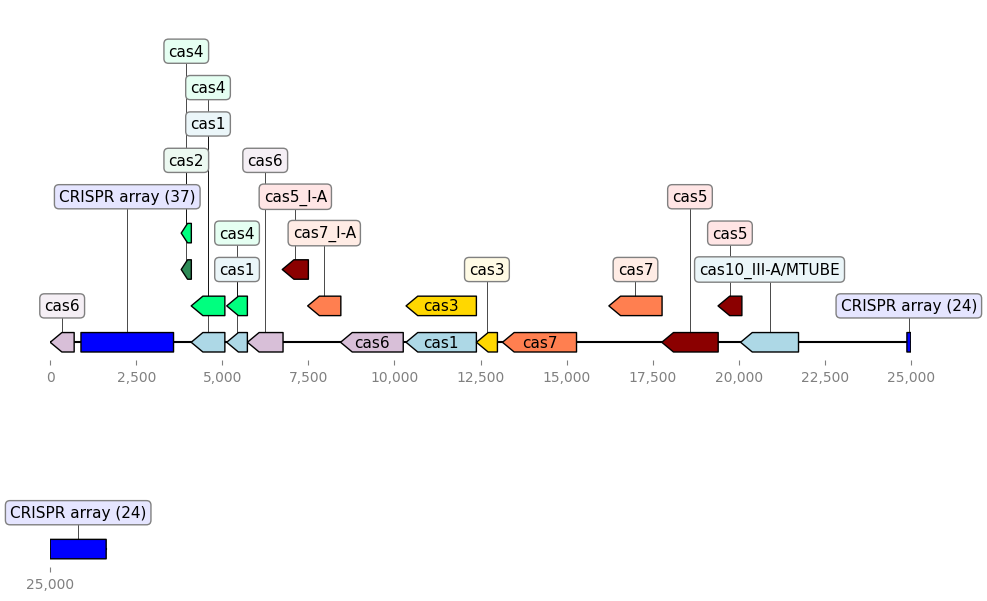 cas4
cas4
cas1
cas2
cas6
CRISPR array (37)
cas5_I-A
cas5
cas4
cas7_I-A
cas5
cas1
cas3
cas7
cas10_III-A/MTUBE
cas6
cas3
CRISPR array (24)
cas6
cas1
cas7
0
2,500
5,000
7,500
10,000
12,500
15,000
17,500
20,000
22,500
25,000
CRISPR array (24)
25,000